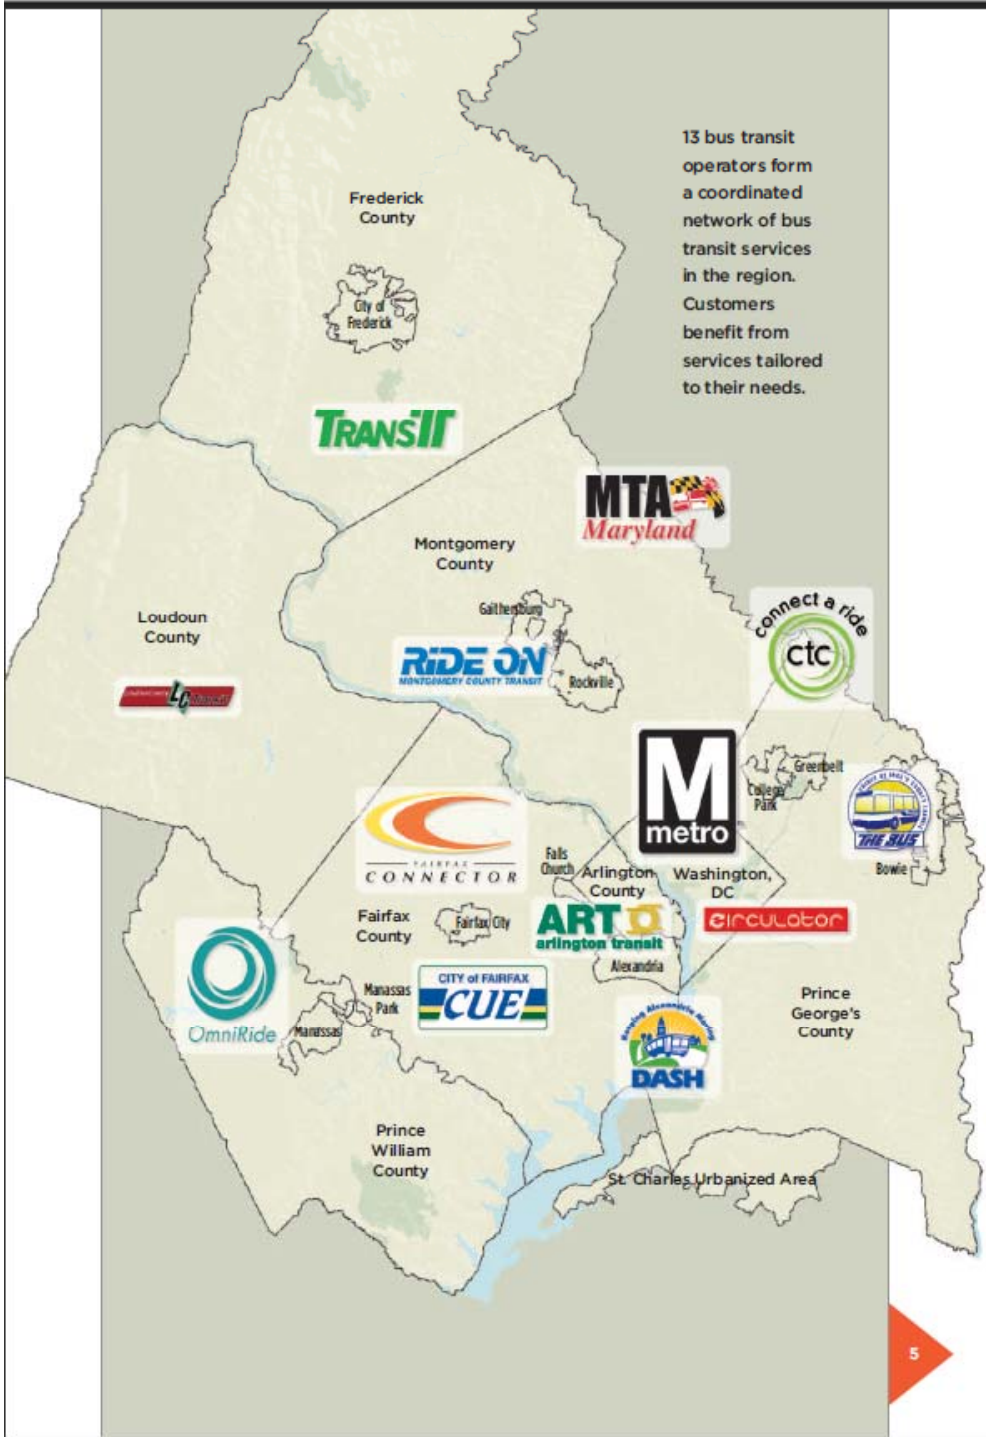 13 bus transit
operators form
a coordinated
network of bus
transit services
in the region.
Customers
benefit from
services tailored
to their needs.
Frederick
County
City of
Frederick
TRANSIT
MTA
Maryland
Montgomery
County
Gaithersburg
RIDE ON
MONTGOMERY COUNTY TRANSIT
Rockville
connect a ride
ctc
Loudoun
County
LC
M
metro
Greenbelt
College
Park
THE BUS
Bowie
FAIRFAX
CONNECTOR
Falls
Church
Arlington
County
Washington,
DC
Fairfax
County
Fairfax City
ART
arlington transit
CIRCULATOR
Alexandria
OmniRide
Manassas
Park
Manassas
CITY of FAIRFAX
CUE
Keeping Alexandria Moving
DASH
Prince
George's
County
Prince
William
County
St. Charles Urbanized Area
5